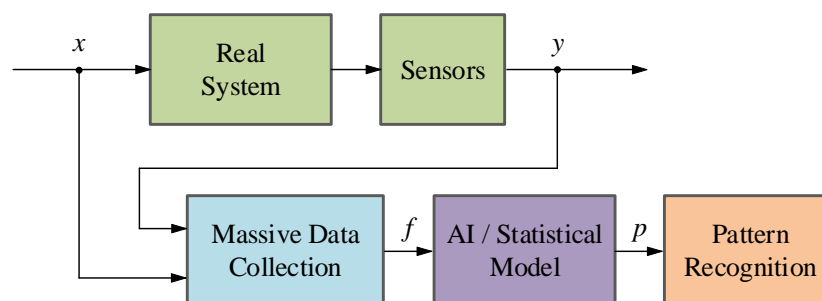 x
Real
System
Sensors
y
Massive Data
Collection
f
AI / Statistical
Model
p
Pattern
Recognition